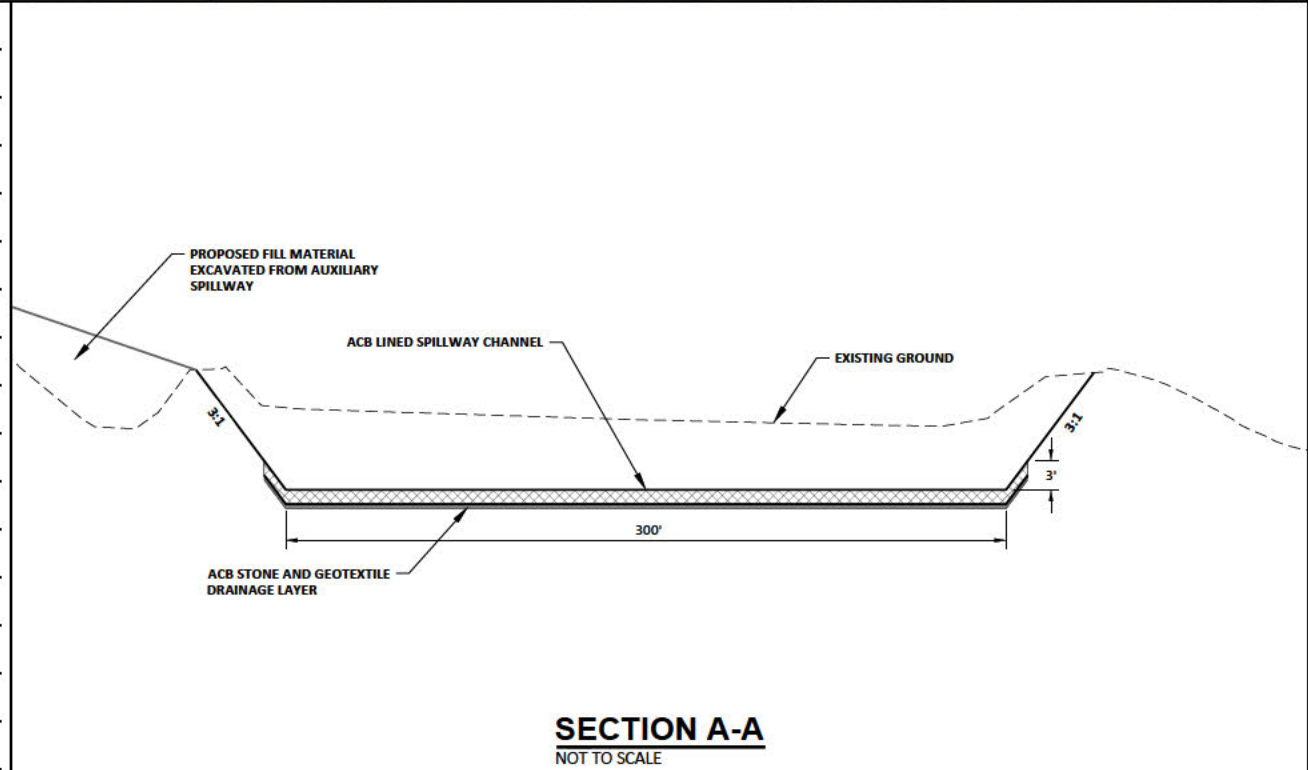 PROPOSED FILL MATERIAL
EXCAVATED FROM AUXILIARY
SPILLWAY
ACB LINED SPILLWAY CHANNEL
EXISTING GROUND
3:1
3:1
3'
300'
ACB STONE AND GEOTEXTILE
DRAINAGE LAYER
SECTION A-A
NOT TO SCALE